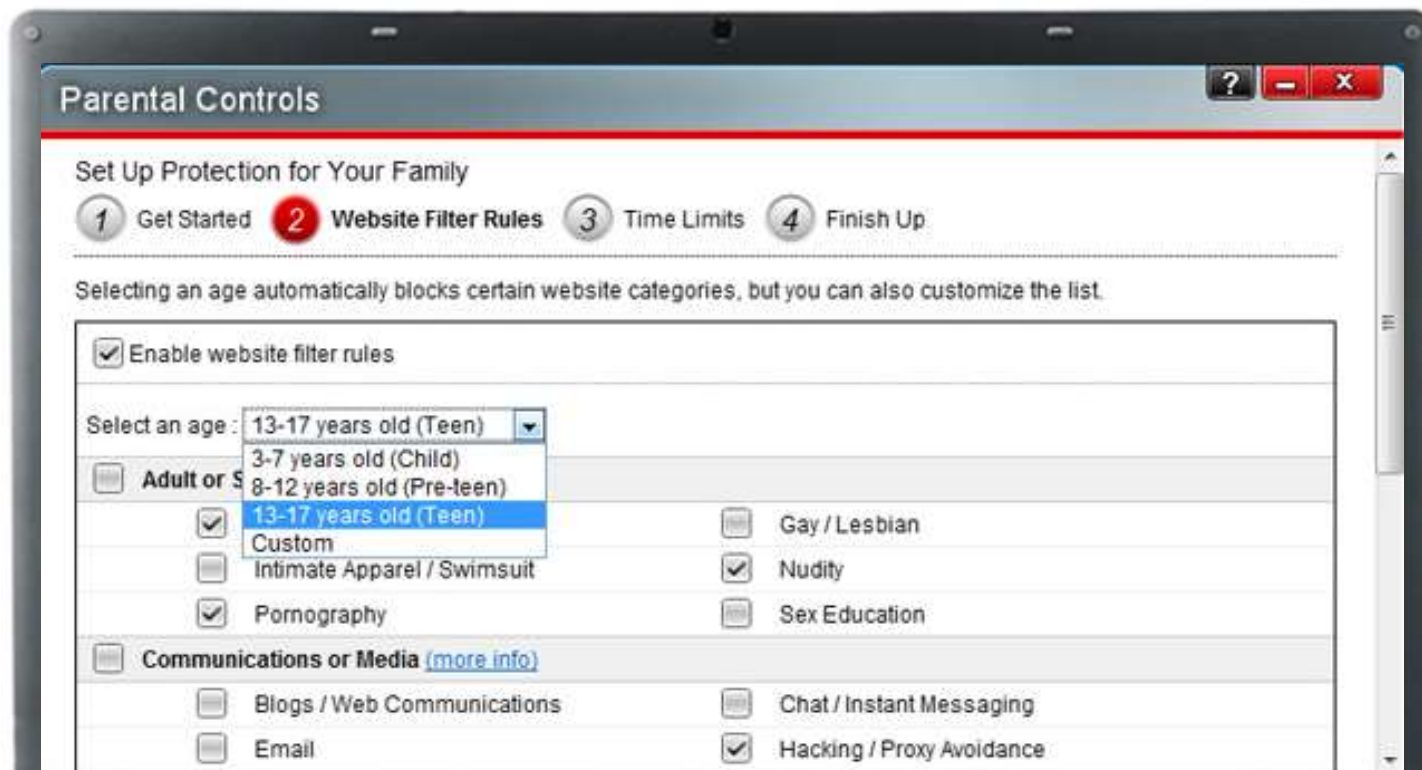 ? - X
Parental Controls
Set Up Protection for Your Family
1 Get Started 2 Website Filter Rules 3 Time Limits 4 Finish Up
Selecting an age automatically blocks certain website categories, but you can also customize the list.
Enable website filter rules
Select an age : 13-17 years old (Teen)
3-7 years old (Child)
Adult or S
8-12 years old (Pre-teen)
13-17 years old (Teen)
Gay / Lesbian
Custom
Intimate Apparel / Swimsuit
Nudity
Pornography
Sex Education
Communications or Media (more info)
Blogs / Web Communications
Chat / Instant Messaging
Email
Hacking / Proxy Avoidance